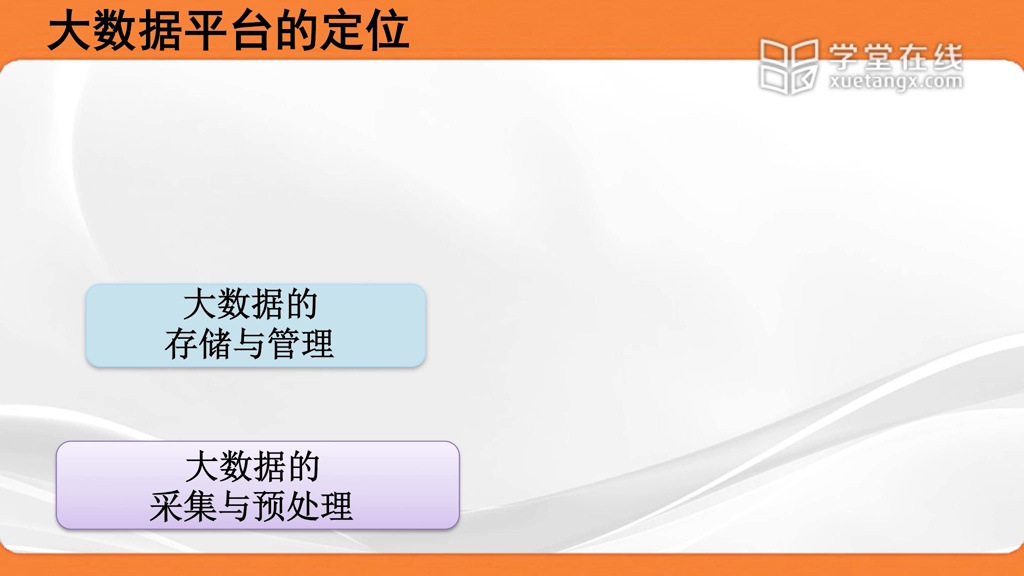 大数据平台的定位
学堂在线
xuetangx.com
大数据的
存储与管理
大数据的
采集与预处理